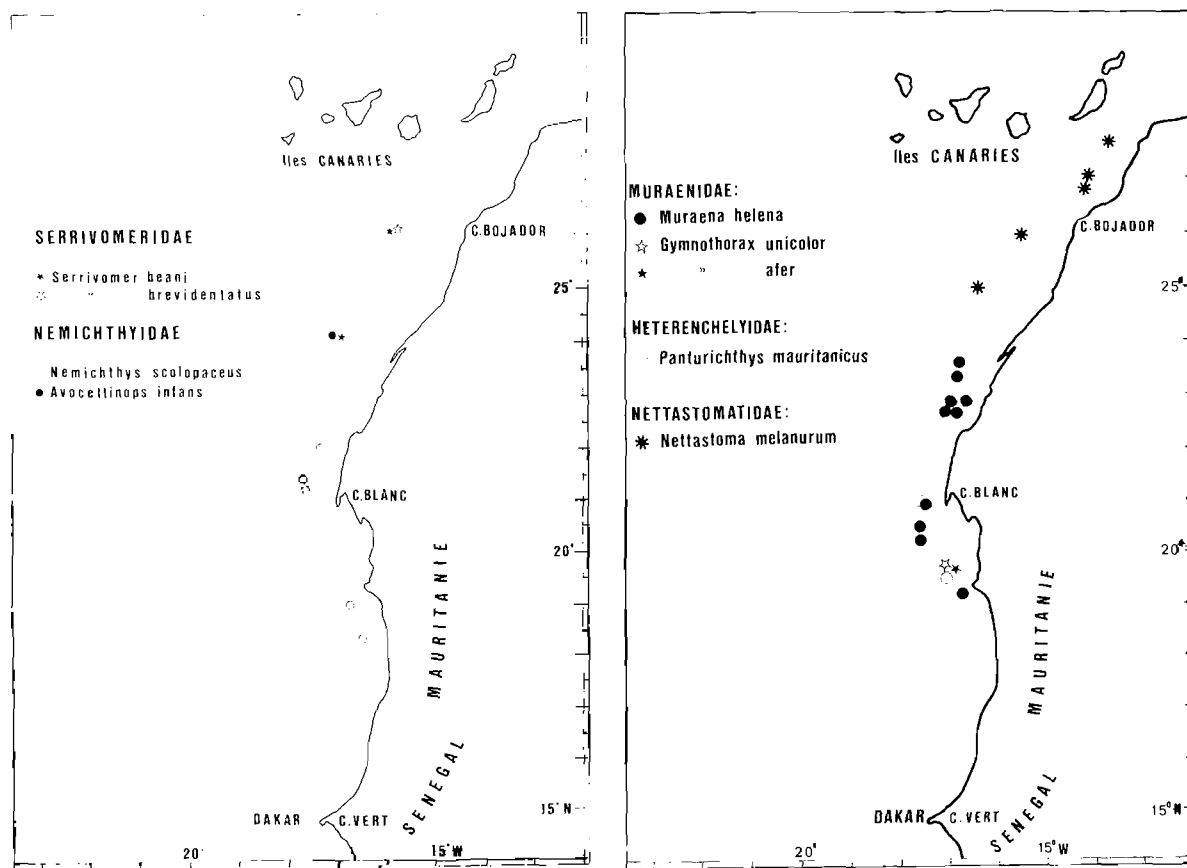 Iles CANARIES
C.BOJADOR
SERRIVOMERIDAE
* Serrivomer beani
" brevidentatus
25°
NEMICHTHYIDAE
Nemichthys scolopaceus
● Avocettinops infans
C.BLANC
20°
MAURITANIE
SENEGAL
15°N
DAKAR C.VERT
20° 15°W
Iles CANARIES
MURAENIDAE:
● Muraena helena
C.BOJADOR
☆ Gymnothorax unicolor
★ " afer
25°
HETERENCHELYIDAE:
Panturichthys mauritanicus
NETTASTOMATIDAE:
Nettastoma melanurum
C.BLANC
20°
MAURITANIE
SENEGAL
15°N
DAKAR C.VERT
20° 15°W